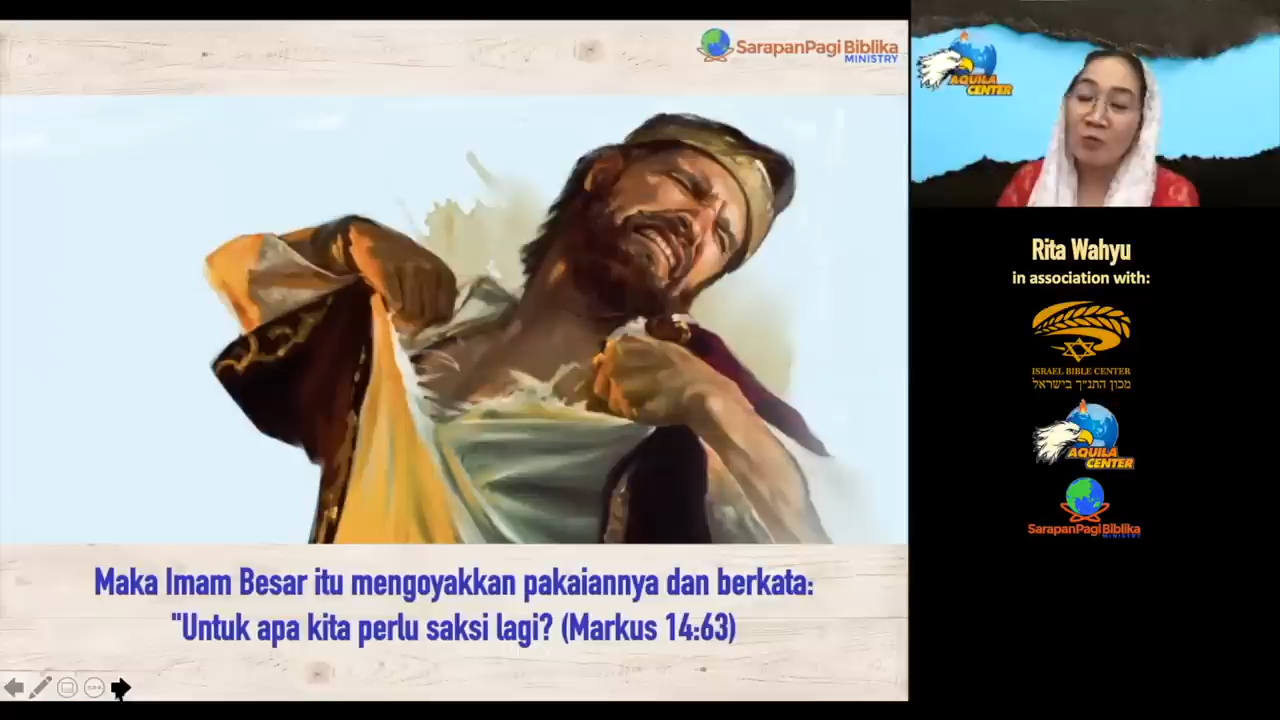 SarapanPagi Biblika
MINISTRY
Maka Imam Besar itu mengoyakkan pakaiannya dan berkata:
"Untuk apa kita perlu saksi lagi? (Markus 14:63)
AQUILA
CENTER
Rita Wahyu
in association with:
ISRAEL BIBLE CENTER
מכון התנ״ך בישראל
AQUILA
CENTER
SarapanPagi Biblika
MINISTRY